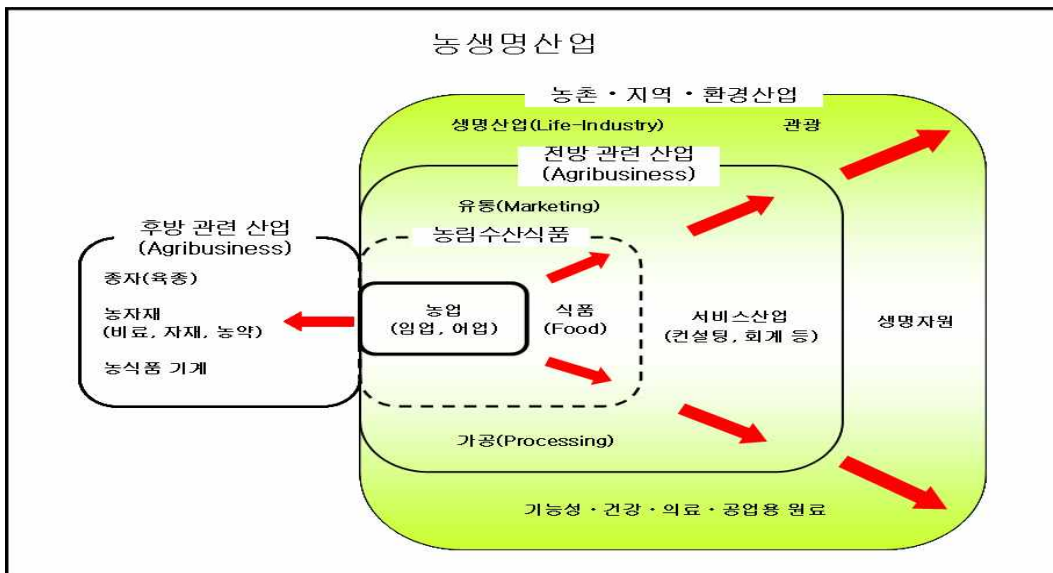 농생명산업
농촌・지역・환경산업
생명산업(Life-Industry)
관광
전방 관련 산업
(Agribusiness)
유통(Marketing)
후방 관련 산업
(Agribusiness)
농림수산식품
종자(육종)
농자재
(비료, 자재, 농약)
농식품 기계
농업
(임업, 어업)
식품
(Food)
서비스산업
(컨설팅, 회계 등)
생명자원
가공(Processing)
기능성・건강・의료・공업용 원료